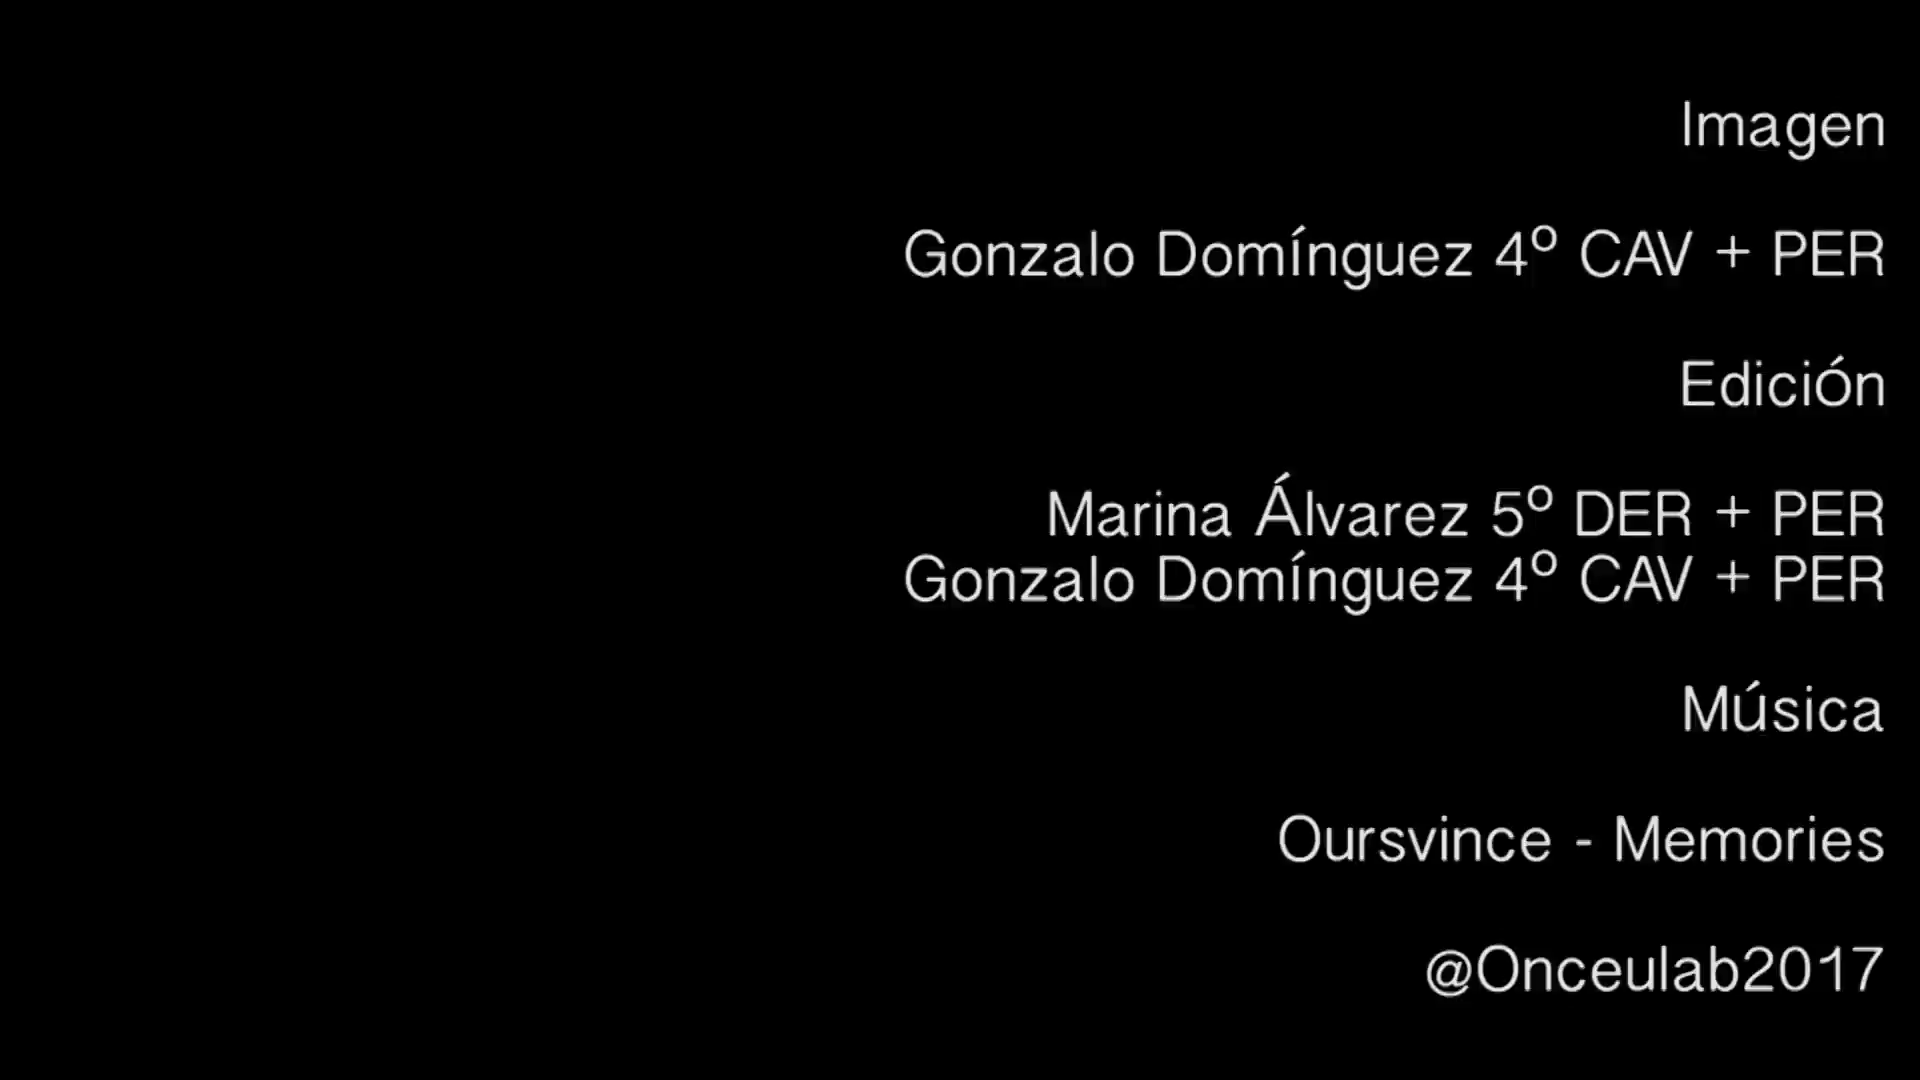 Imagen
Gonzalo Domínguez 4º CAV + PER
Edición
Marina Álvarez 5º DER + PER
Gonzalo Domínguez 4º CAV + PER
Música
Oursvince - Memories
@Onceulab2017